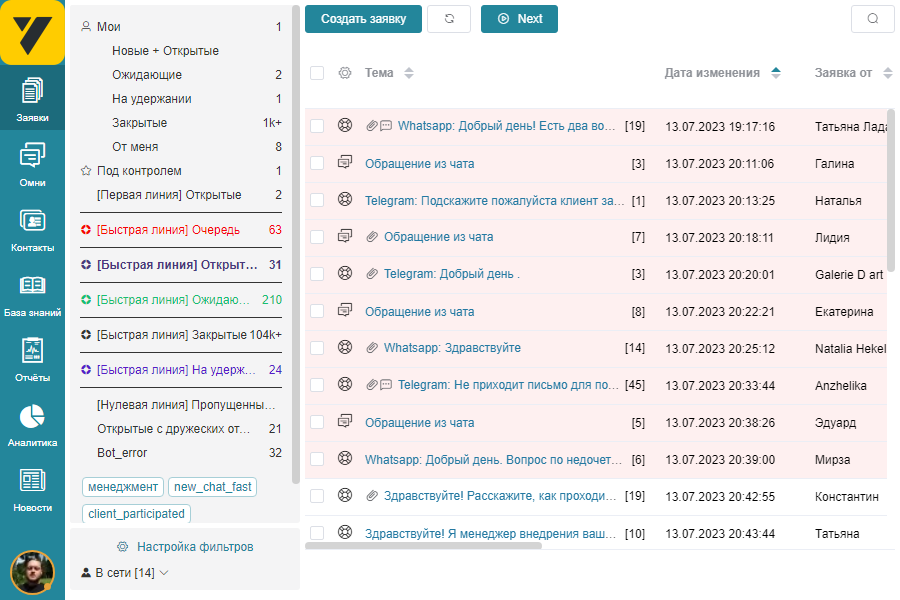 Заявки
Омни
Контакты
База знаний
Отчёты
Аналитика
Новости
Мои 1
Новые + Открытые
Ожидающие 2
На удержании 1
Закрытые 1k+
От меня 8
Под контролем 1
[Первая линия] Открытые 2
[Быстрая линия] Очередь 63
[Быстрая линия] Открыт... 31
[Быстрая линия] Ожидаю... 210
[Быстрая линия] Закрытые 104k+
[Быстрая линия] На удерж... 24
[Нулевая линия] Пропущенны...
Открытые с дружеских от... 21
Bot_error 32
менеджмент new_chat_fast
client_participated
Настройка фильтров
В сети [14]
Создать заявку Next
Тема Дата изменения Заявка от
Whatsapp: Добрый день! Есть два во... [19] 13.07.2023 19:17:16 Татьяна Лада
Обращение из чата [3] 13.07.2023 20:11:06 Галина
Telegram: Подскажите пожалуйста клиент за... [1] 13.07.2023 20:13:25 Наталья
Обращение из чата [7] 13.07.2023 20:18:11 Лидия
Telegram: Добрый день . [3] 13.07.2023 20:20:01 Galerie D art
Обращение из чата [8] 13.07.2023 20:22:21 Екатерина
Whatsapp: Здравствуйте [14] 13.07.2023 20:25:12 Natalia Hekel
Telegram: Не приходит письмо для по... [45] 13.07.2023 20:33:44 Anzhelika
Обращение из чата [5] 13.07.2023 20:38:26 Эдуард
Whatsapp: Добрый день. Вопрос по недочет... [6] 13.07.2023 20:39:00 Мирза
Здравствуйте! Расскажите, как проходи... [19] 13.07.2023 20:42:55 Константин
Здравствуйте! Я менеджер внедрения ваш... [10] 13.07.2023 20:43:44 Татьяна